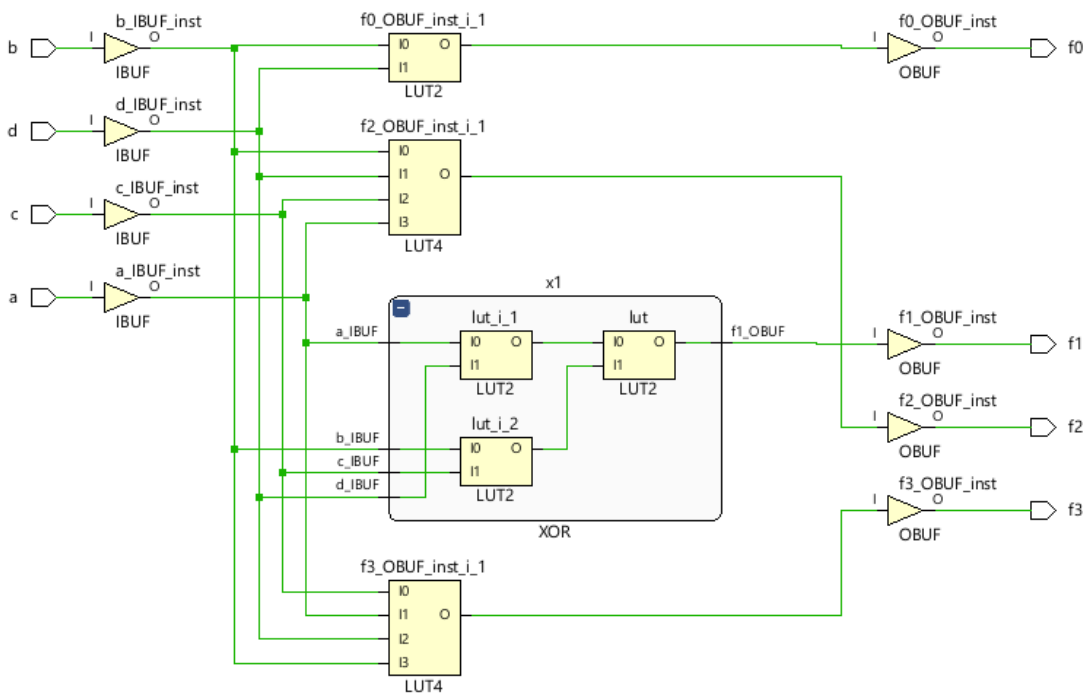 b
I
b_IBUF_inst
O
IBUF
d
I
d_IBUF_inst
O
IBUF
c
I
c_IBUF_inst
O
IBUF
a
I
a_IBUF_inst
O
IBUF
f0_OBUF_inst_i_1
I0
O
I1
LUT2
f2_OBUF_inst_i_1
I0
I1
O
I2
I3
LUT4
x1
a_IBUF
lut_i_1
I0
O
I1
LUT2
lut
I0
O
I1
LUT2
f1_OBUF
b_IBUF
c_IBUF
d_IBUF
lut_i_2
I0
O
I1
LUT2
XOR
f3_OBUF_inst_i_1
I0
I1
O
I2
I3
LUT4
f0_OBUF_inst
I
O
OBUF
f0
f1_OBUF_inst
I
O
OBUF
f1
f2_OBUF_inst
I
O
OBUF
f2
f3_OBUF_inst
I
O
OBUF
f3